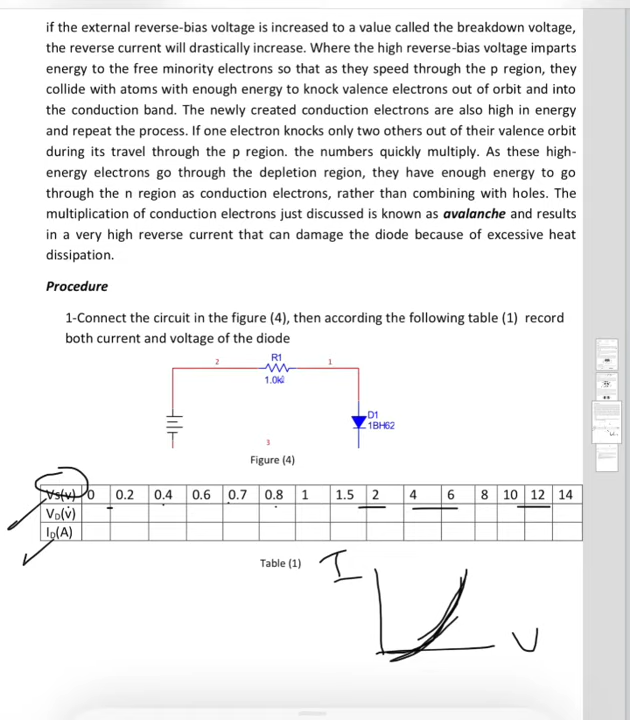 if the external reverse-bias voltage is increased to a value called the breakdown voltage,
the reverse current will drastically increase. Where the high reverse-bias voltage imparts
energy to the free minority electrons so that as they speed through the p region, they
collide with atoms with enough energy to knock valence electrons out of orbit and into
the conduction band. The newly created conduction electrons are also high in energy
and repeat the process. If one electron knocks only two others out of their valence orbit
during its travel through the p region. the numbers quickly multiply. As these high-
energy electrons go through the depletion region, they have enough energy to go
through the n region as conduction electrons, rather than combining with holes. The
multiplication of conduction electrons just discussed is known as avalanche and results
in a very high reverse current that can damage the diode because of excessive heat
dissipation.
Procedure
1-Connect the circuit in the figure (4), then according the following table (1) record
both current and voltage of the diode
R1
2 1
1.0kΩ
D1
1BH62
3
Figure (4)
Vs(v) 0 0.2 0.4 0.6 0.7 0.8 1 1.5 2 4 6 8 10 12 14
VD(v)
ID(A)
Table (1)
I
V